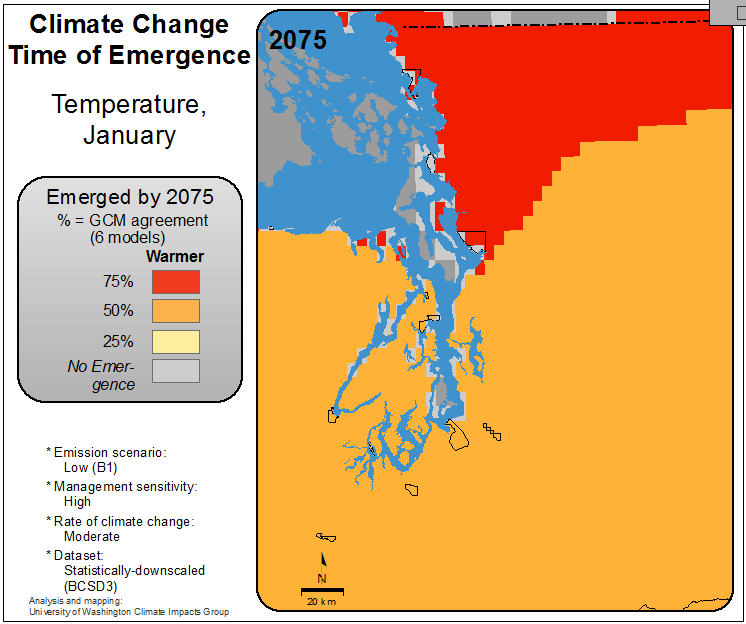 Climate Change
Time of Emergence
Temperature,
January
Emerged by 2075
% = GCM agreement
(6 models)
Warmer
75%
50%
25%
No Emer-
gence
* Emission scenario:
Low (B1)
* Management sensitivity:
High
* Rate of climate change:
Moderate
* Dataset:
Statistically-downscaled
(BCSD3)
Analysis and mapping:
University of Washington Climate Impacts Group
2075
N
20 km